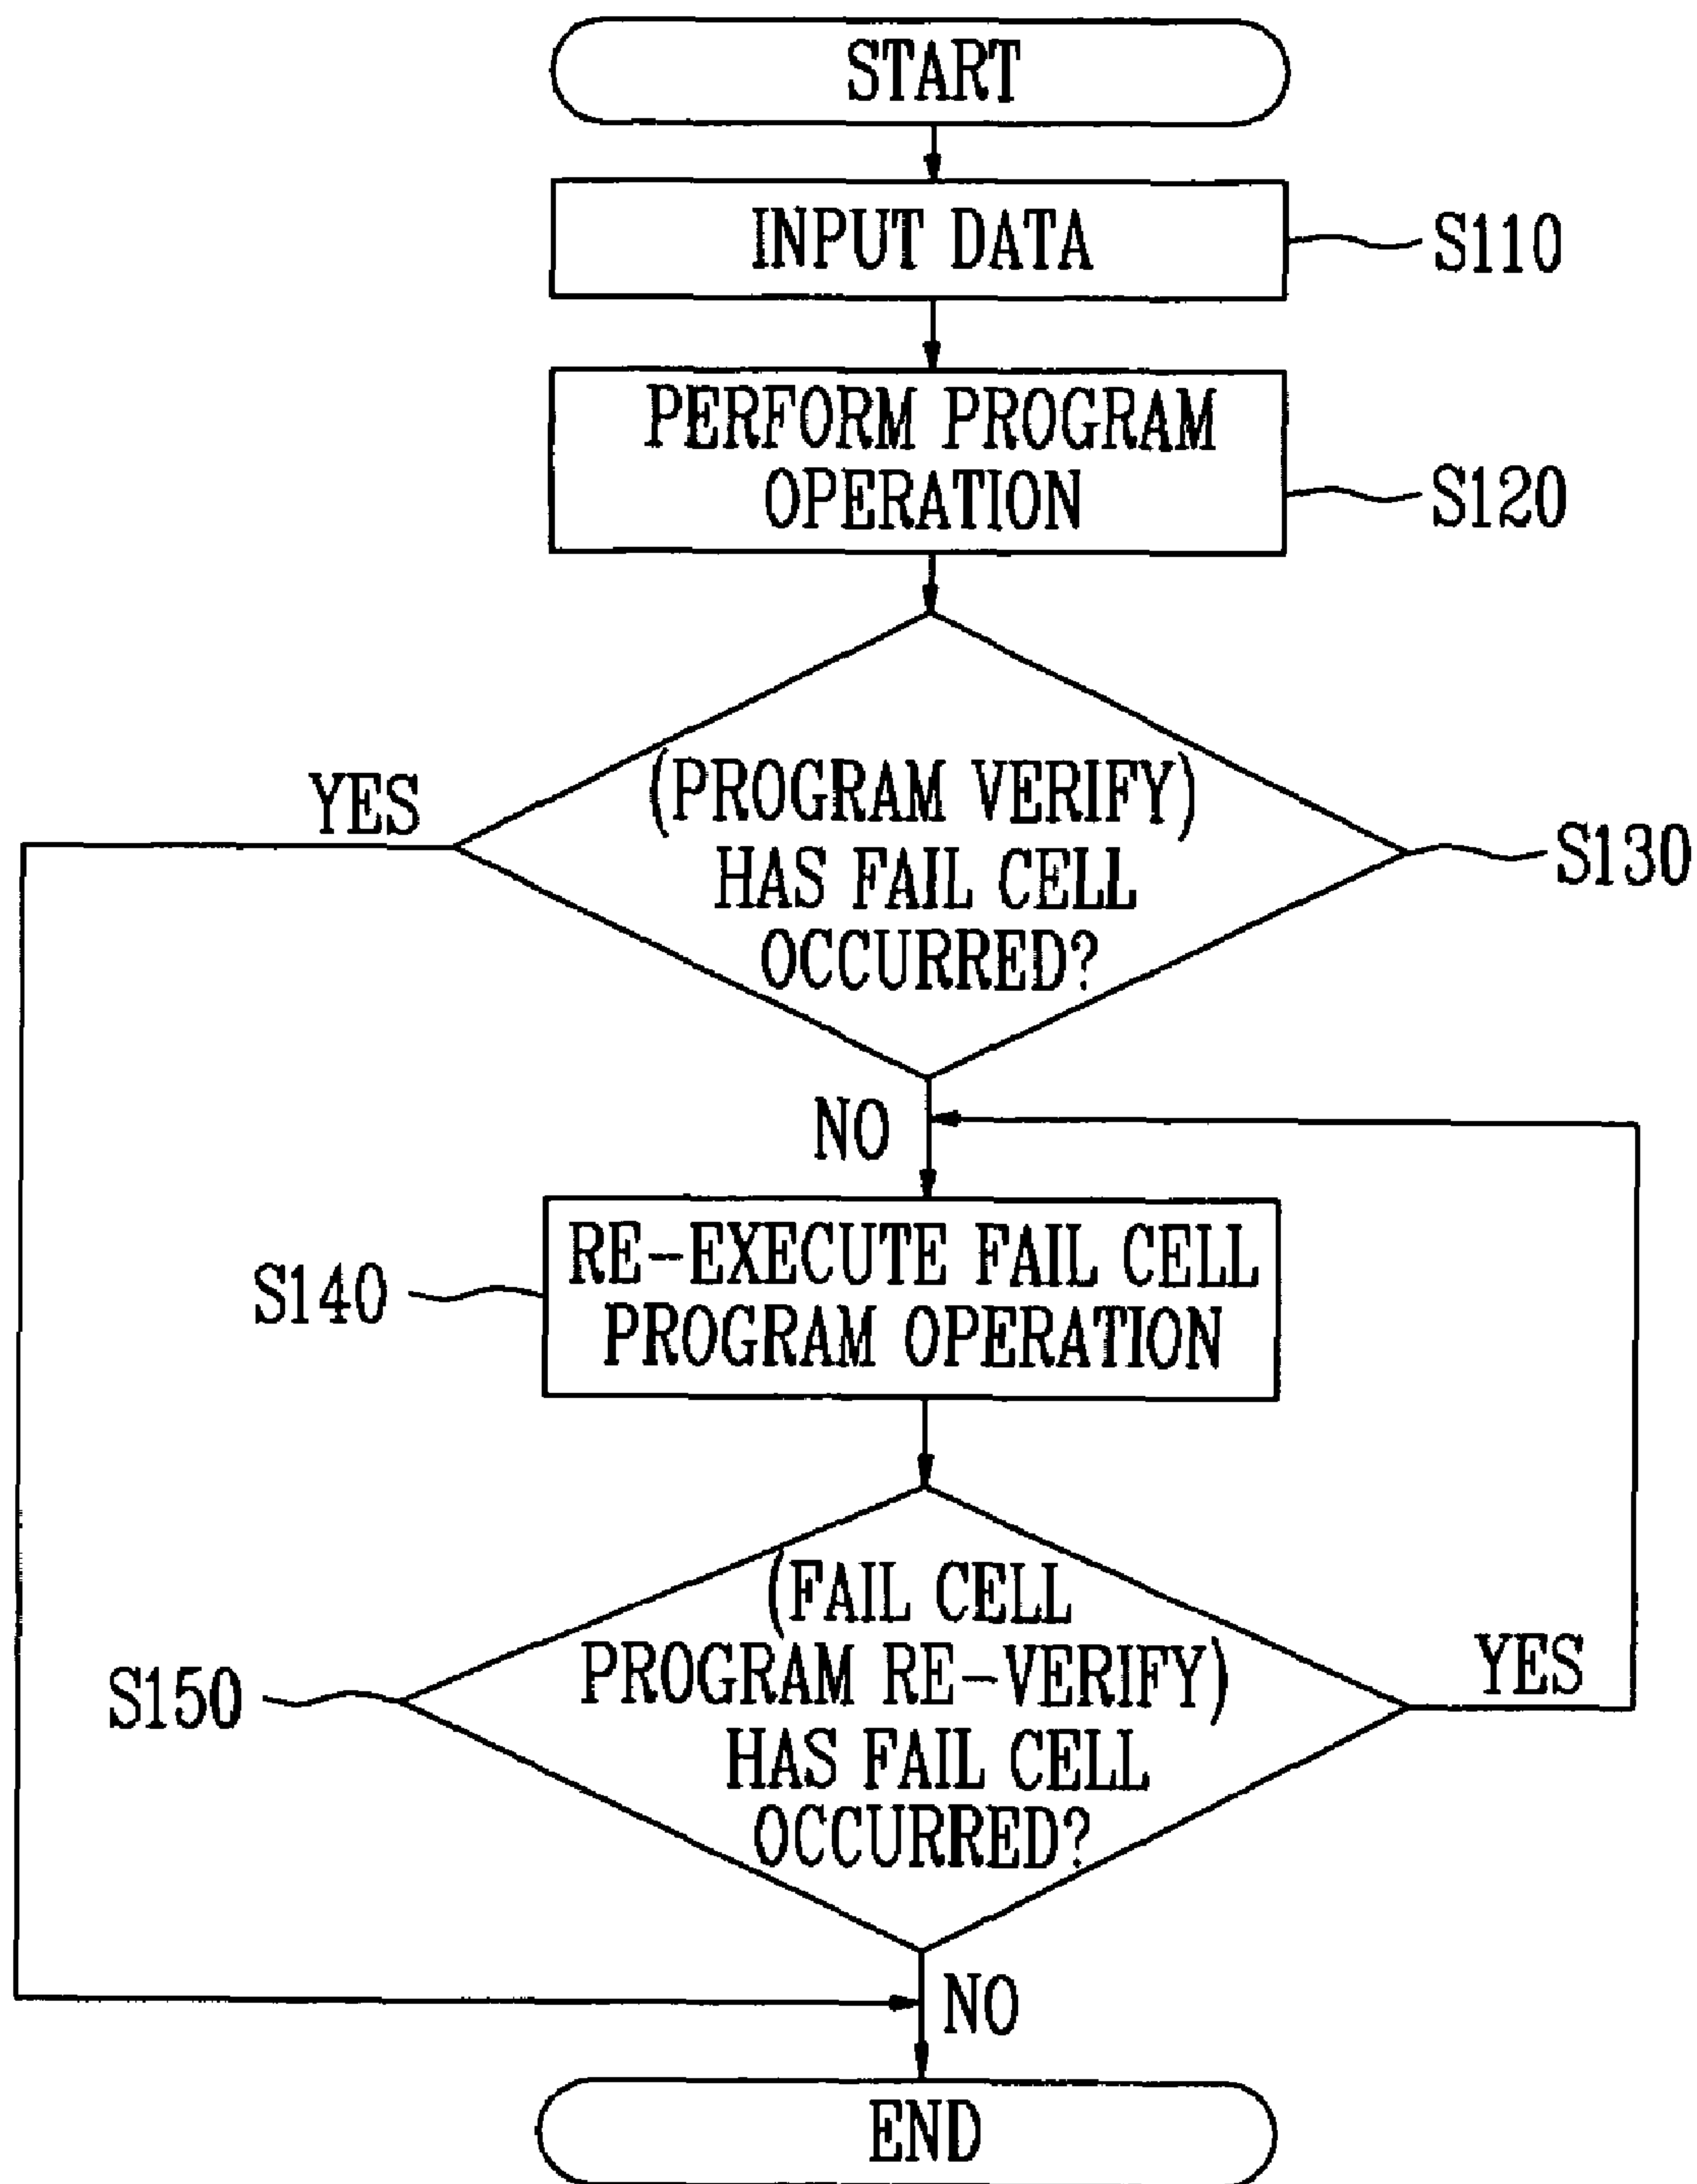 START
INPUT DATA
S110
PERFORM PROGRAM
OPERATION
S120
(PROGRAM VERIFY)
HAS FAIL CELL
OCCURRED?
YES
S130
NO
RE-EXECUTE FAIL CELL
PROGRAM OPERATION
S140
(FAIL CELL
PROGRAM RE-VERIFY)
HAS FAIL CELL
OCCURRED?
S150
YES
NO
END